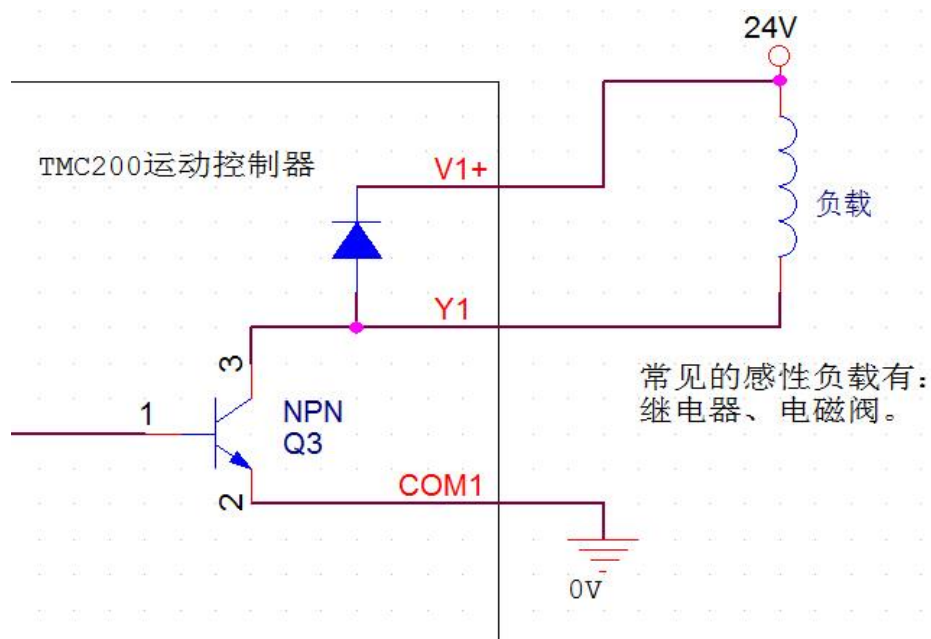 24V
TMC200运动控制器
V1+
负载
Y1
常见的感性负载有：
继电器、电磁阀。
3
1
NPN
Q3
COM1
2
0V